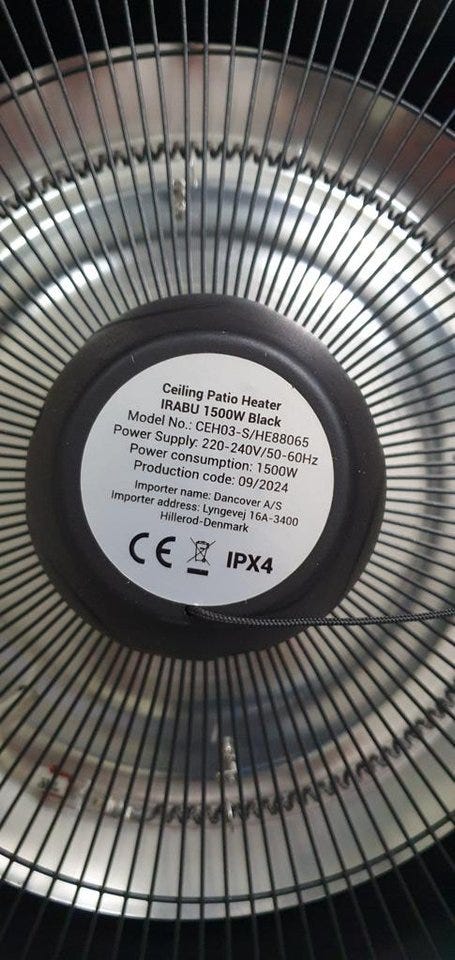 Ceiling Patio Heater
IRABU 1500W Black
Model No.: CEH03-S/HE88065
Power Supply: 220-240V/50-60Hz
Power consumption: 1500W
Production code: 09/2024
Importer name: Dancover A/S
Importer address: Lyngevej 16A-3400
Hillerod-Denmark
CE IPX4